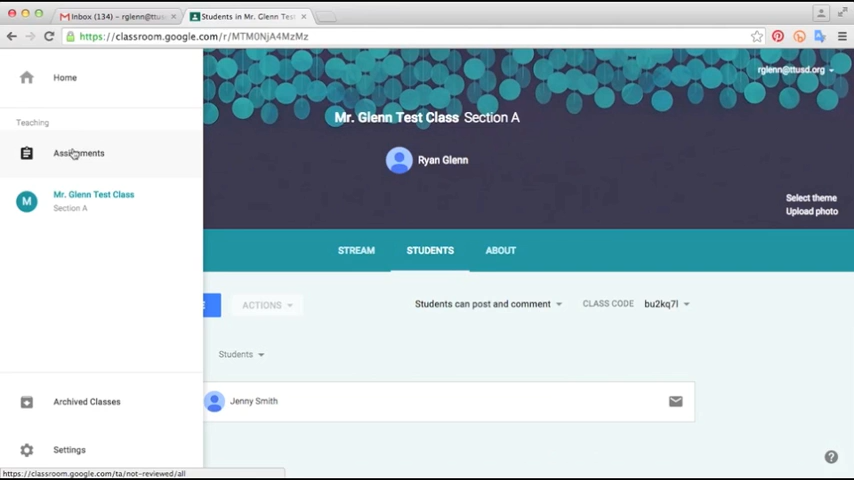 Inbox (134) – rglenn@ttus
Students in Mr. Glenn Test
https://classroom.google.com/r/MTM0NjA4MzMz
Home
rglenn@ttusd.org
Teaching
Mr. Glenn Test Class Section A
Assignments
Ryan Glenn
M
Mr. Glenn Test Class
Section A
Select theme
Upload photo
STREAM
STUDENTS
ABOUT
E
ACTIONS
Students can post and comment
CLASS CODE
bu2kq7l
Students
Jenny Smith
Archived Classes
Settings
?
https://classroom.google.com/ta/not-reviewed/all